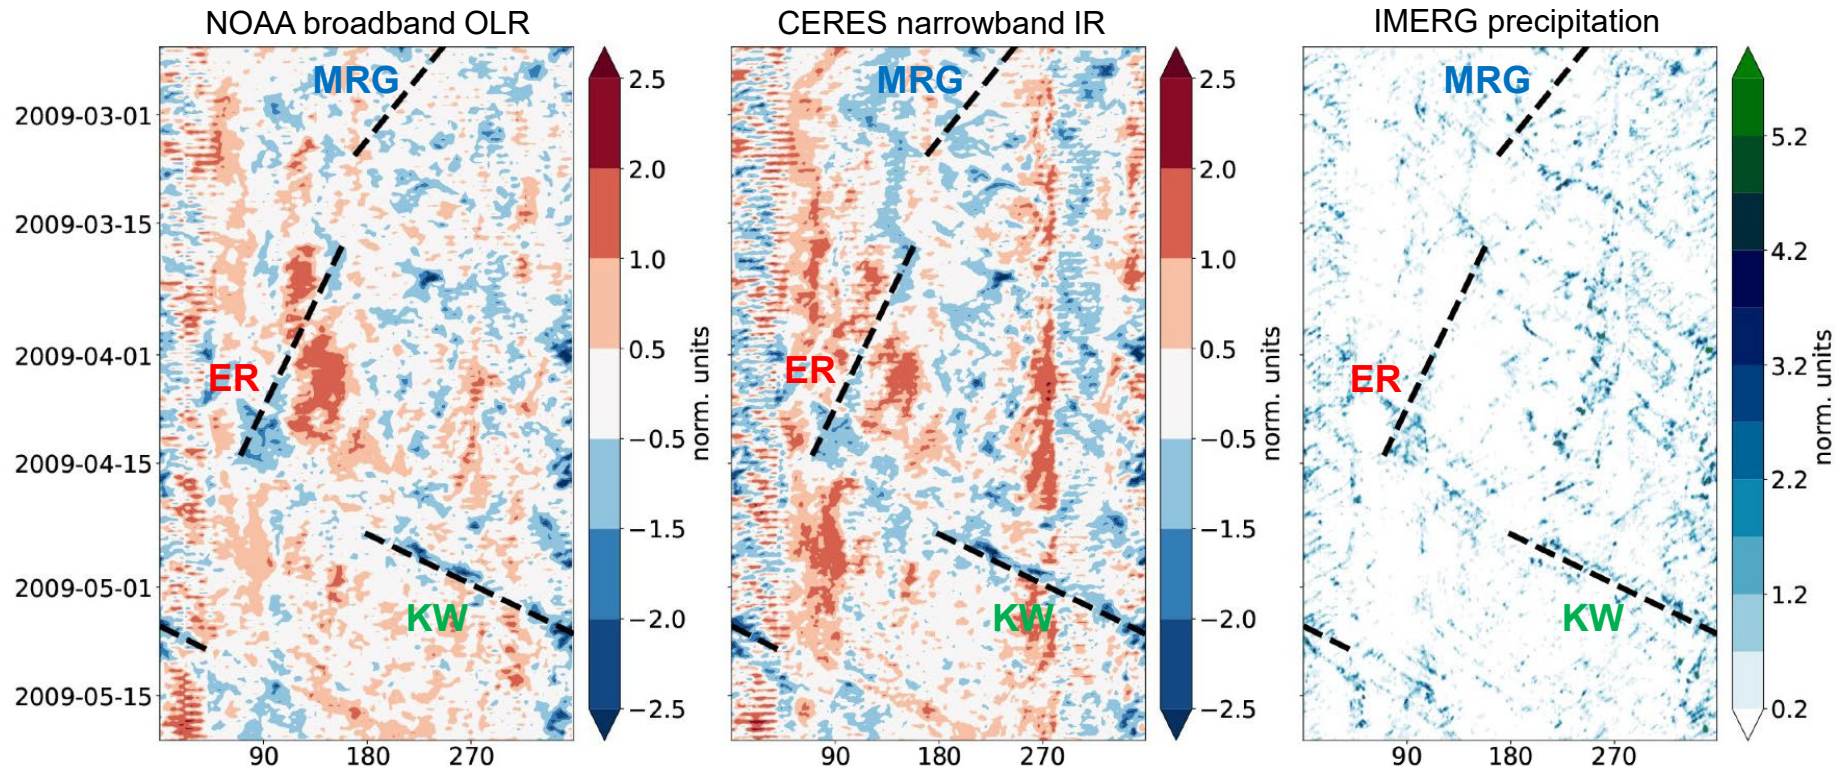 NOAA broadband OLR
CERES narrowband IR
IMERG precipitation
2009-03-01
2009-03-15
2009-04-01
2009-04-15
2009-05-01
2009-05-15
MRG
ER
KW
90 180 270
2.5
2.0
1.0
0.5
−0.5
−1.5
−2.0
−2.5
norm. units
MRG
ER
KW
90 180 270
2.5
2.0
1.0
0.5
−0.5
−1.5
−2.0
−2.5
norm. units
MRG
ER
KW
90 180 270
5.2
4.2
3.2
2.2
1.2
0.2
norm. units